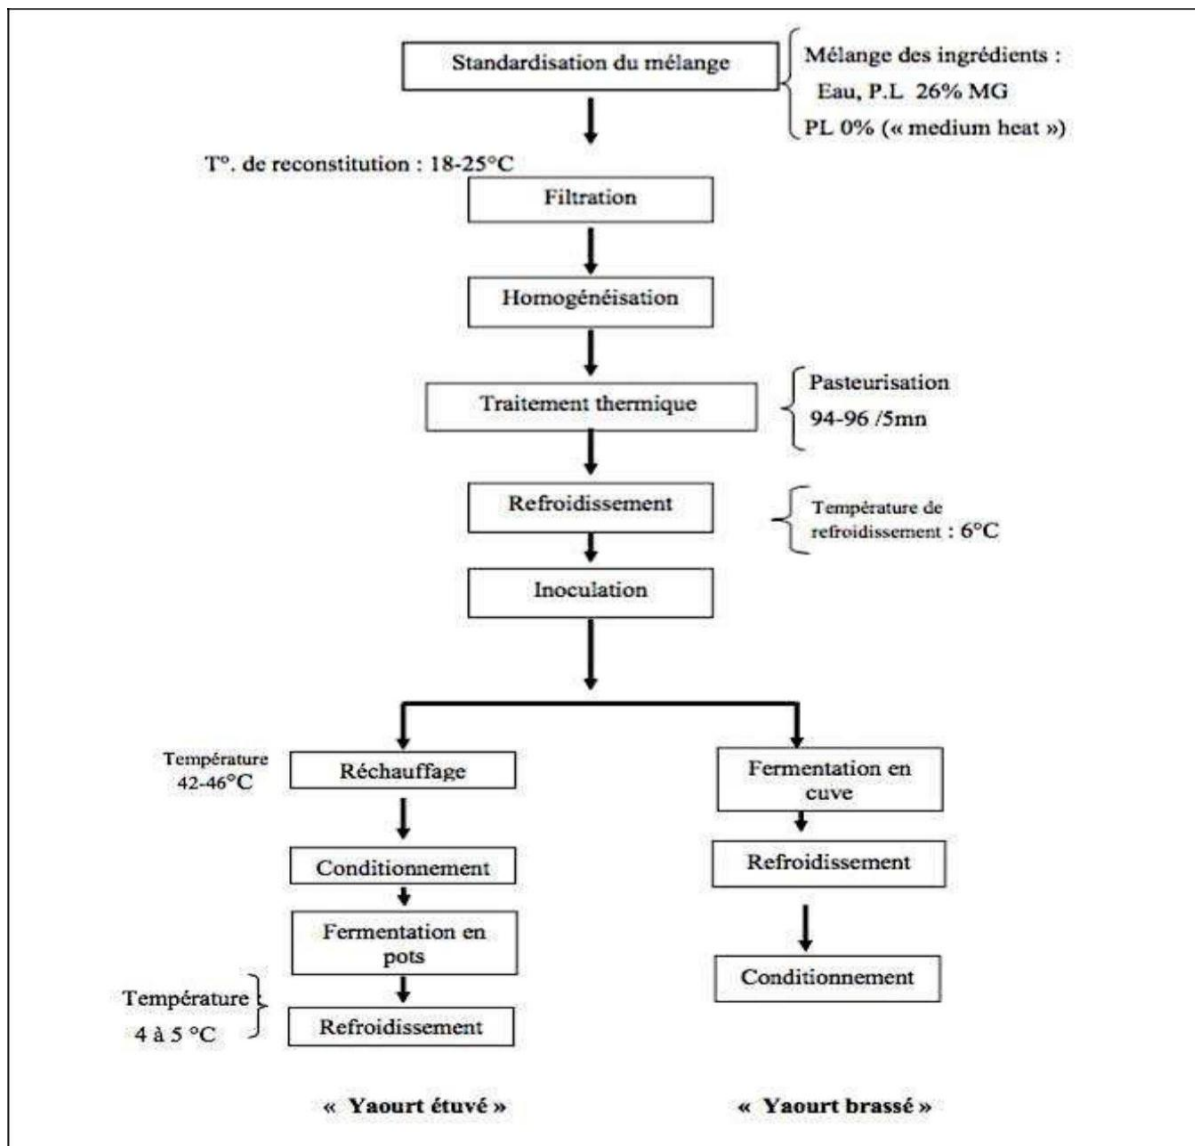 Standardisation du mélange
Mélange des ingrédients :
Eau, P.L 26% MG
PL 0% (« medium heat »)
T°. de reconstitution : 18-25°C
Filtration
Homogénéisation
Traitement thermique
Pasteurisation
94-96 /5mn
Refroidissement
Température de
refroidissement : 6°C
Inoculation
Température
42-46°C
Réchauffage
Conditionnement
Fermentation en
pots
Température :
4 à 5 °C
Refroidissement
« Yaourt étuvé »
Fermentation en
cuve
Refroidissement
Conditionnement
« Yaourt brassé »